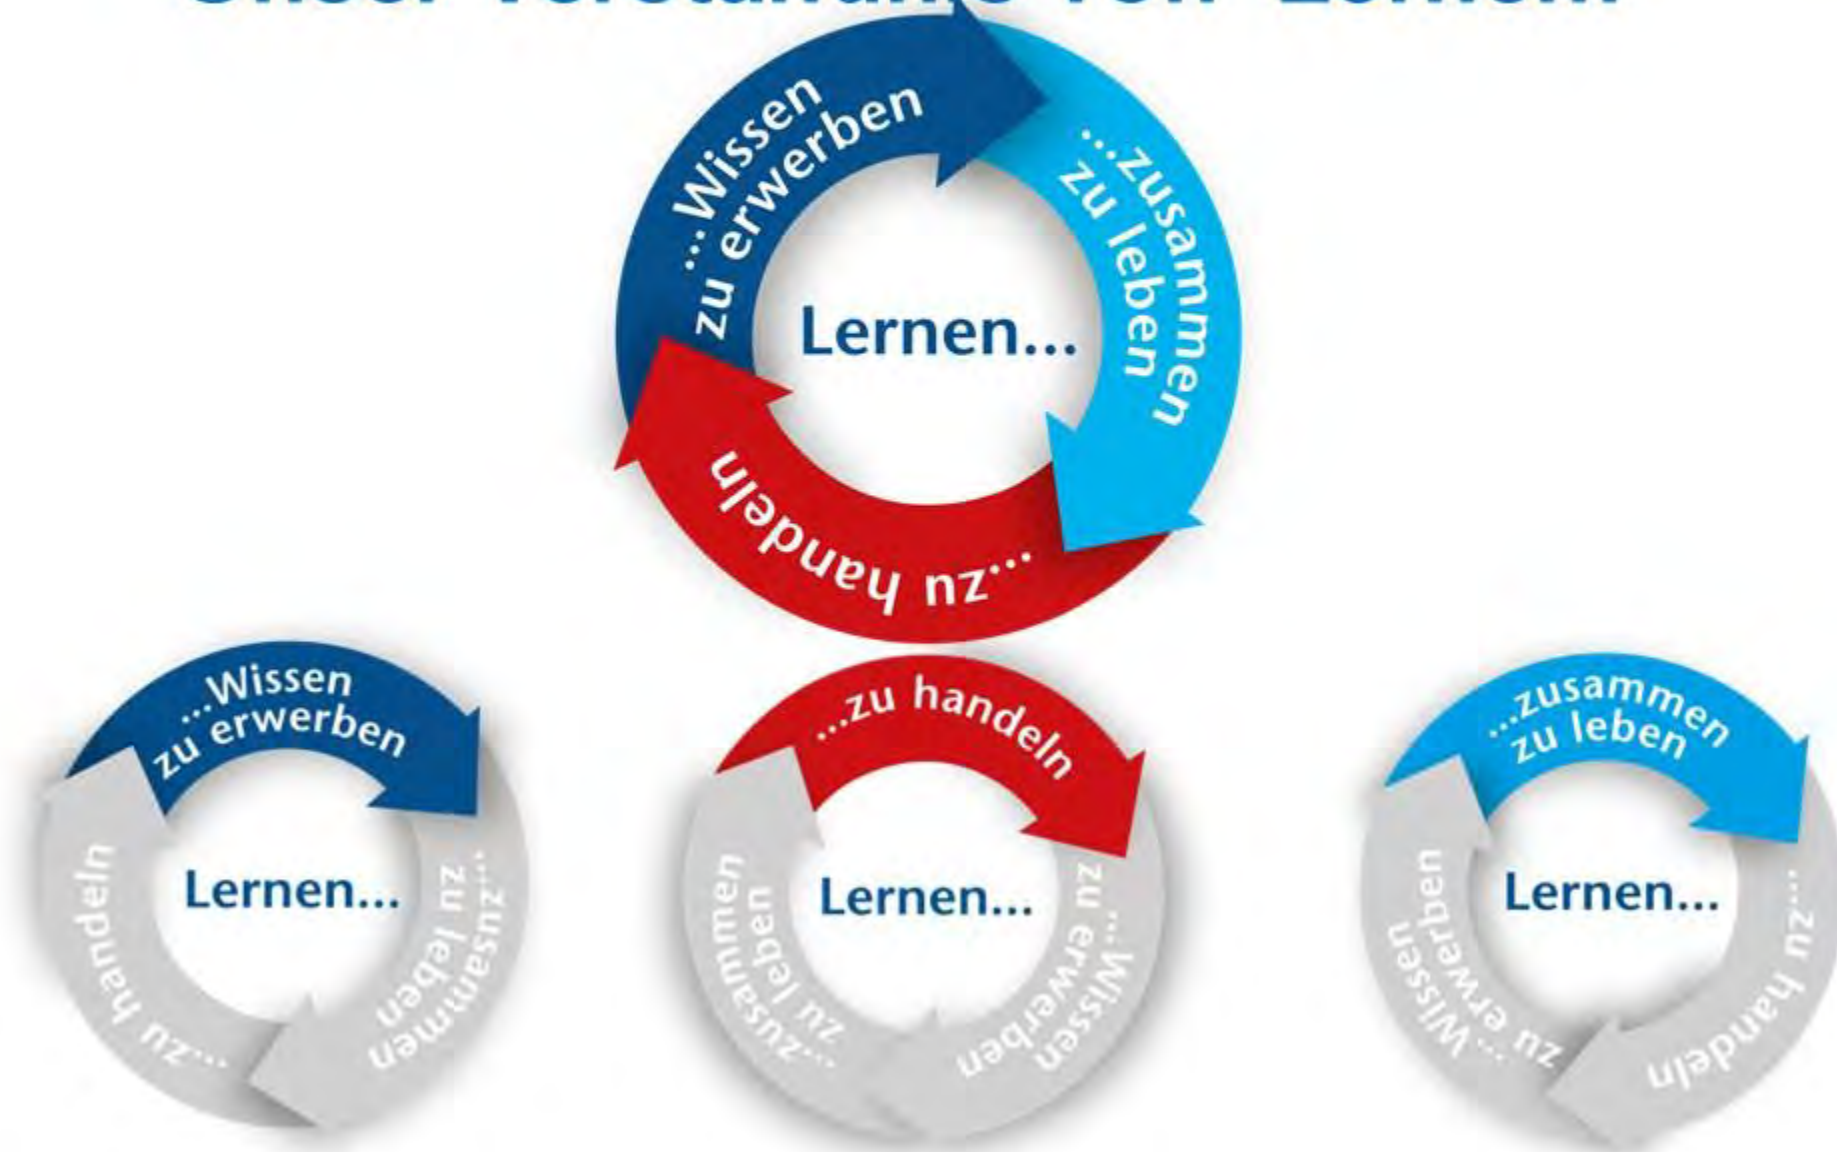 ...Wissen
zu erwerben
...zusammen
zu leben
...zu handeln
Lernen...
...Wissen
zu erwerben
...zusammen
zu leben
...zu handeln
Lernen...
...zu handeln
...Wissen
zu erwerben
...zusammen
zu leben
Lernen...
...zusammen
zu leben
...zu handeln
...Wissen
zu erwerben
Lernen...